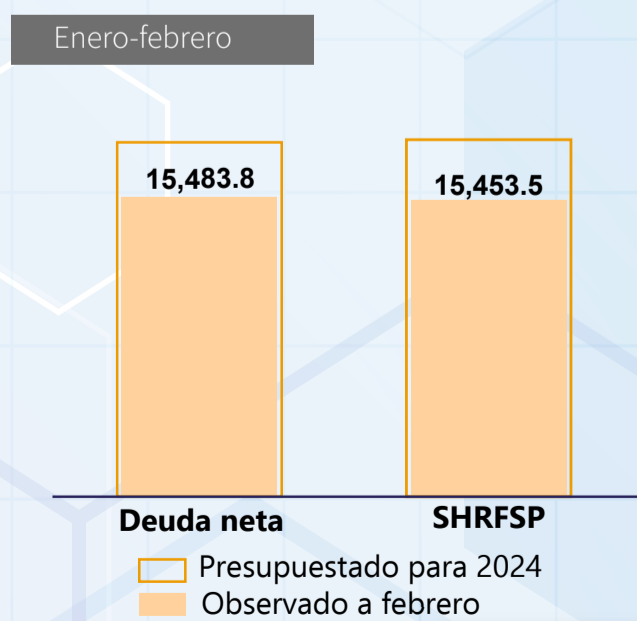 Enero-febrero
15,483.8
15,453.5
Deuda neta
SHRFSP
Presupuestado para 2024
Observado a febrero